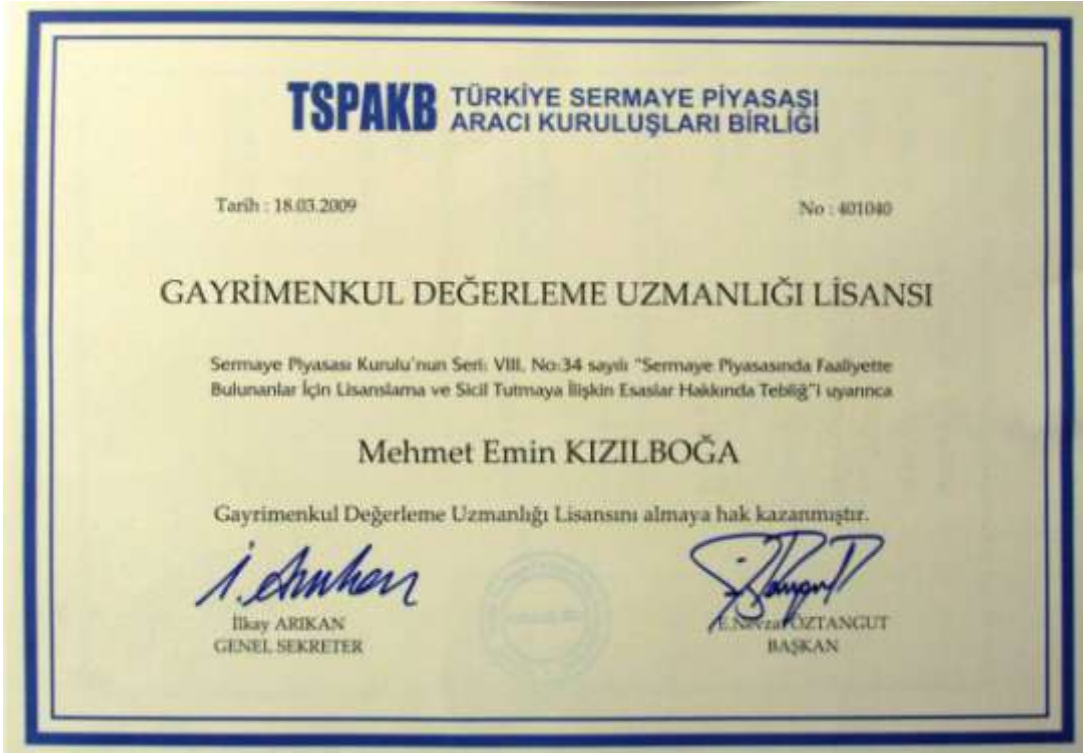 TSPAKB TÜRKİYE SERMAYE PİYASASI
ARACI KURULUŞLARI BİRLİĞİ
Tarih : 18.03.2009
No : 401040
GAYRİMENKUL DEĞERLEME UZMANLIĞI LİSANSI
Sermaye Piyasası Kurulu'nun Seri: VIII, No:34 sayılı "Sermaye Piyasasında Faaliyette
Bulunanlar İçin Lisanslama ve Sicil Tutmaya İlişkin Esaslar Hakkında Tebliğ"i uyarınca
Mehmet Emin KIZILBOĞA
Gayrimenkul Değerleme Uzmanlığı Lisansını almaya hak kazanmıştır.
İlkay ARIKAN
GENEL SEKRETER
E.Nevzat ÖZTANGUT
BAŞKAN